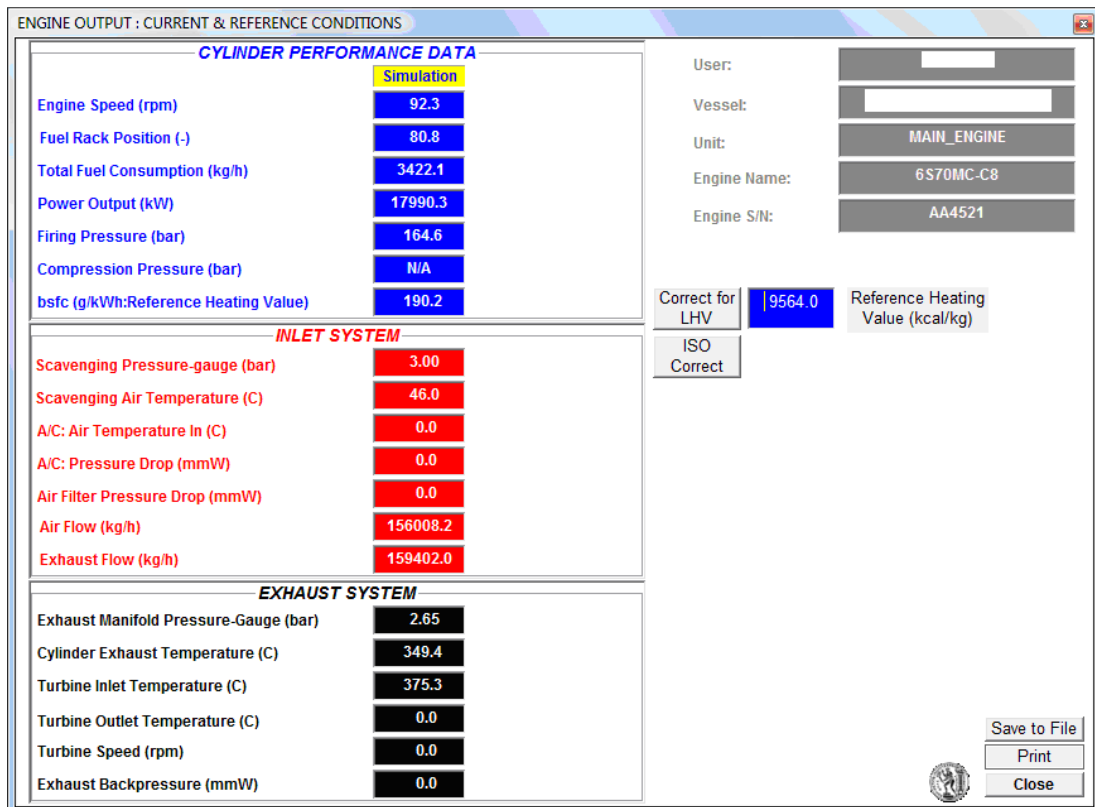 ENGINE OUTPUT : CURRENT & REFERENCE CONDITIONS
CYLINDER PERFORMANCE DATA
Simulation
Engine Speed (rpm) 92.3
Fuel Rack Position (-) 80.8
Total Fuel Consumption (kg/h) 3422.1
Power Output (kW) 17990.3
Firing Pressure (bar) 164.6
Compression Pressure (bar) N/A
bsfc (g/kWh:Reference Heating Value) 190.2
INLET SYSTEM
Scavenging Pressure-gauge (bar) 3.00
Scavenging Air Temperature (C) 46.0
A/C: Air Temperature In (C) 0.0
A/C: Pressure Drop (mmW) 0.0
Air Filter Pressure Drop (mmW) 0.0
Air Flow (kg/h) 156008.2
Exhaust Flow (kg/h) 159402.0
EXHAUST SYSTEM
Exhaust Manifold Pressure-Gauge (bar) 2.65
Cylinder Exhaust Temperature (C) 349.4
Turbine Inlet Temperature (C) 375.3
Turbine Outlet Temperature (C) 0.0
Turbine Speed (rpm) 0.0
Exhaust Backpressure (mmW) 0.0
User:
Vessel:
Unit: MAIN_ENGINE
Engine Name: 6S70MC-C8
Engine S/N: AA4521
Correct for
LHV
9564.0
Reference Heating
Value (kcal/kg)
ISO
Correct
Save to File
Print
Close